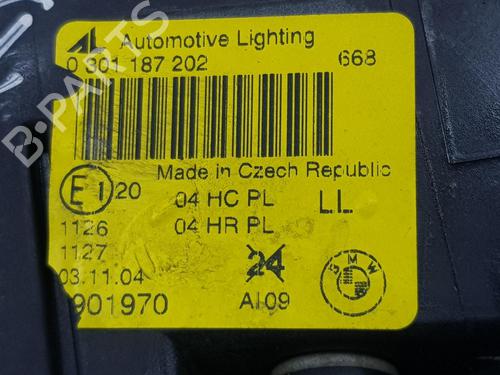 AL Automotive Lighting
0 301 187 202 668
Made in Czech Republic
E1 20 04 HC PL LL
1126 04 HR PL
1127
03.11.04 24
901970 AI09
BMW
B-PARTS